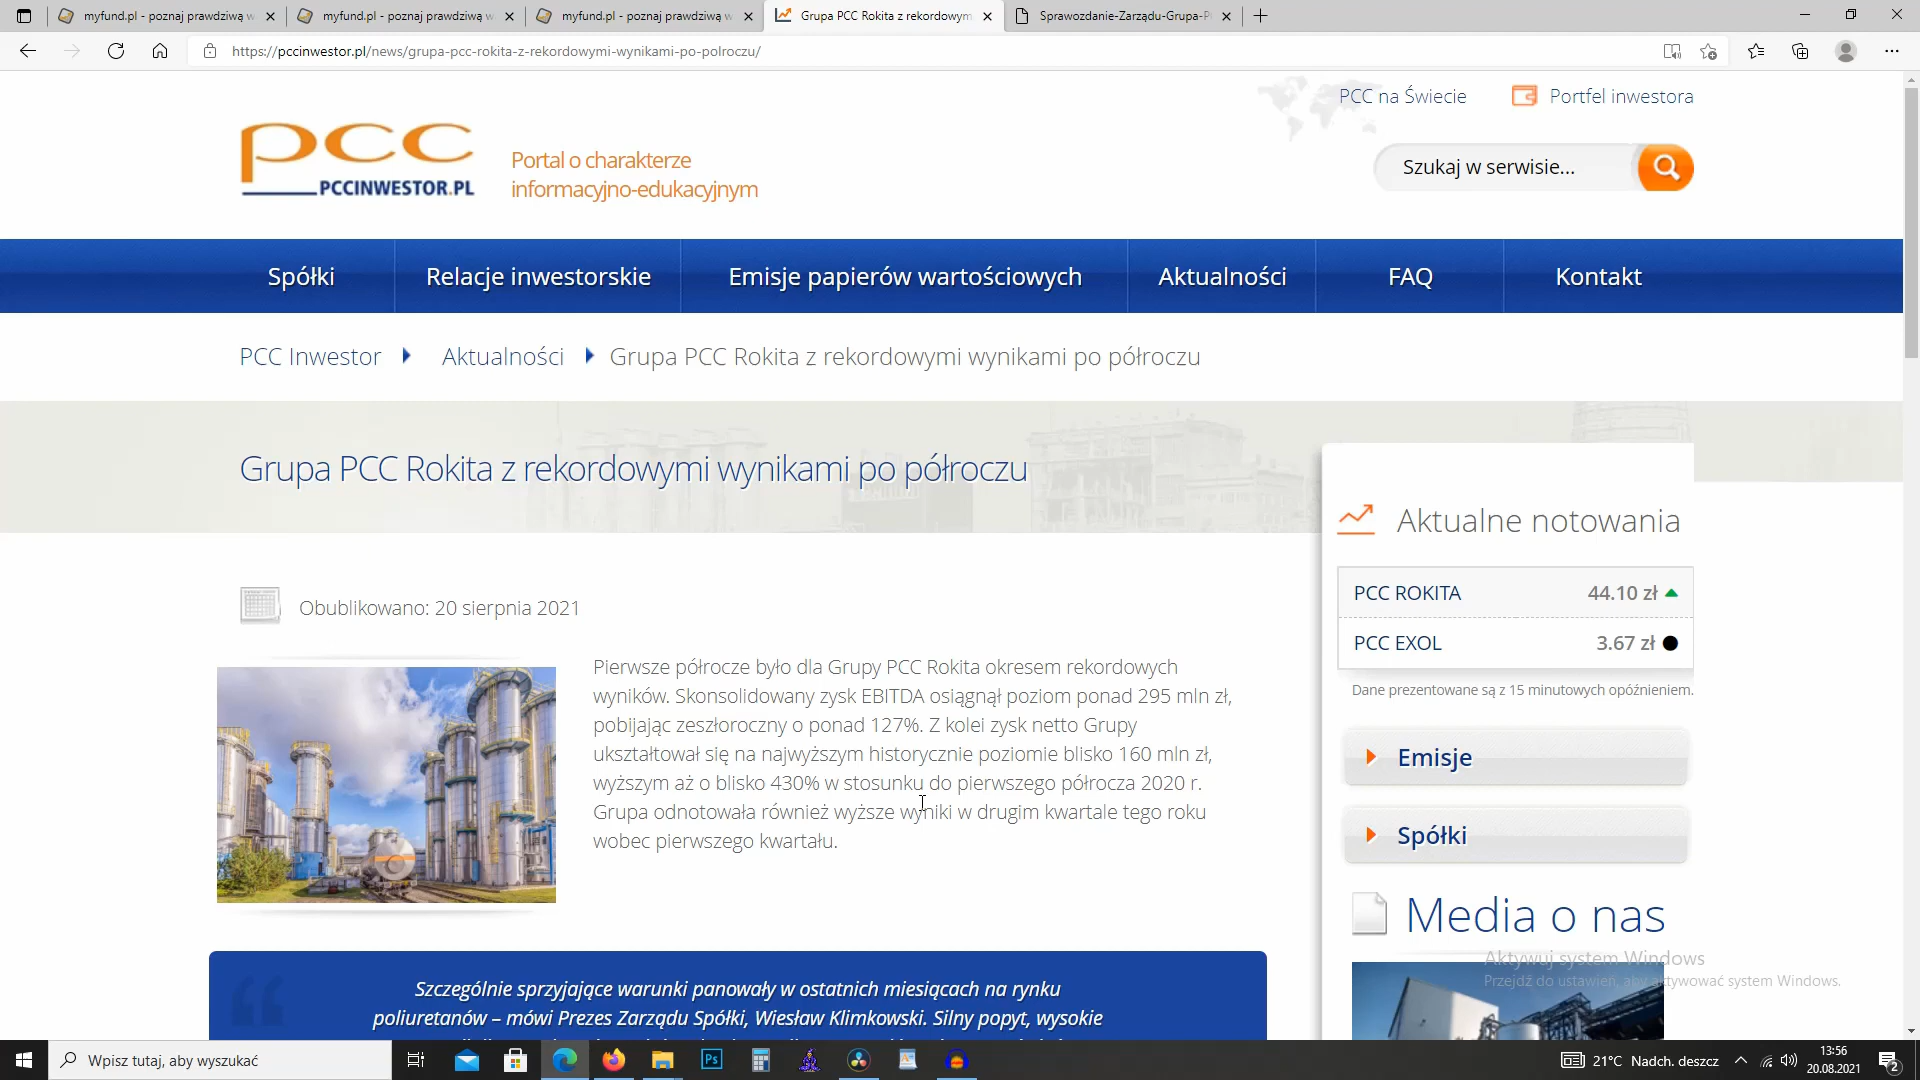 myfund.pl - poznaj prawdziwą w
myfund.pl - poznaj prawdziwą w
myfund.pl - poznaj prawdziwą w
Grupa PCC Rokita z rekordowym
Sprawozdanie-Zarządu-Grupa-P
https://pccinwestor.pl/news/grupa-pcc-rokita-z-rekordowymi-wynikami-po-polroczu/
PCC na Świecie
Portfel inwestora
pcc
PCCINWESTOR.PL
Portal o charakterze
informacyjno-edukacyjnym
Szukaj w serwisie...
Spółki
Relacje inwestorskie
Emisje papierów wartościowych
Aktualności
FAQ
Kontakt
PCC Inwestor
Aktualności
Grupa PCC Rokita z rekordowymi wynikami po półroczu
Grupa PCC Rokita z rekordowymi wynikami po półroczu
Obublikowano: 20 sierpnia 2021
Pierwsze półrocze było dla Grupy PCC Rokita okresem rekordowych
wyników. Skonsolidowany zysk EBITDA osiągnął poziom ponad 295 mln zł,
pobijając zeszłoroczny o ponad 127%. Z kolei zysk netto Grupy
ukształtował się na najwyższym historycznie poziomie blisko 160 mln zł,
wyższym aż o blisko 430% w stosunku do pierwszego półrocza 2020 r.
Grupa odnotowała również wyższe wyniki w drugim kwartale tego roku
wobec pierwszego kwartału.
Szczególnie sprzyjające warunki panowały w ostatnich miesiącach na rynku
poliuretanów – mówi Prezes Zarządu Spółki, Wiesław Klimkowski. Silny popyt, wysokie
Aktualne notowania
PCC ROKITA 44.10 zł
PCC EXOL 3.67 zł
Dane prezentowane są z 15 minutowych opóźnieniem.
Emisje
Spółki
Media o nas
Aktywuj system Windows
Przejdź do ustawień, aby aktywować system Windows.
Wpisz tutaj, aby wyszukać
Ps
21°C Nadch. deszcz
13:56
20.08.2021
2